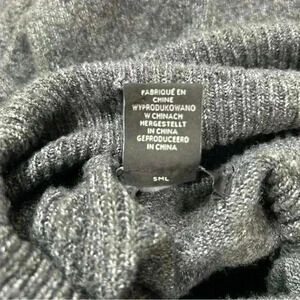 FABRIQUÉ EN
CHINE
WYPRODUKOWANO
W CHINACH
HERGESTELLT
IN CHINA
GEPRODUCEERD
IN CHINA
SML